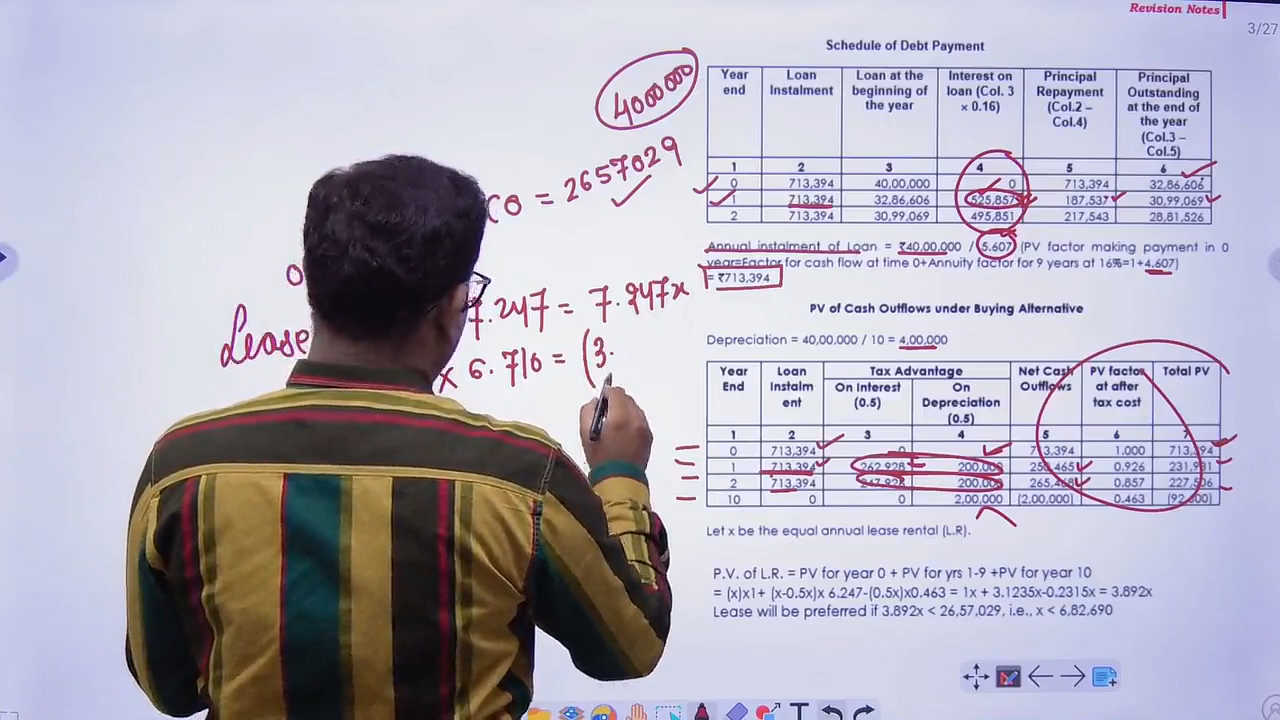 Revision Notes
3/27
Schedule of Debt Payment
Year end | Loan Instalment | Loan at the beginning of the year | Interest on loan (Col. 3 × 0.16) | Principal Repayment (Col.2 – Col.4) | Principal Outstanding at the end of the year (Col.3 – Col.5)
1 2 3 4 5 6
0 713,394 40,00,000 0 713,394 32,86,606
1 713,394 32,86,606 525,857 187,537 30,99,069
2 713,394 30,99,069 495,851 217,543 28,81,526
Annual instalment of Loan = ₹40,00,000 / 5.607 (PV factor making payment in 0
year=Factor for cash flow at time 0+Annuity factor for 9 years at 16%=1+4.607)
= ₹713,394
PV of Cash Outflows under Buying Alternative
Depreciation = 40,00,000 / 10 = 4,00,000
Year End | Loan Instalm ent | Tax Advantage | Net Cash Outflows | PV factor at after tax cost | Total PV
On Interest (0.5) | On Depreciation (0.5)
1 2 3 4 5 6 7
0 713,394 0 713,394 1.000 713,394
1 713,394 262,928 200,000 250,465 0.926 231,931
2 713,394 200,000 0.857 227,506
10 0 0 2,00,000 (2,00,000) 0.463
Let x be the equal annual lease rental (L.R).
P.V. of L.R. = PV for year 0 + PV for yrs 1-9 +PV for year 10
= (x)x1+ (x-0.5x)x 6.247-(0.5x)x0.463 = 1x + 3.1235x-0.2315x = 3.892x
Lease will be preferred if 3.892x < 26,57,029, i.e., x < 6,82,690
4000000
CO = 2657029
7.247 = 7.247x
Lease
x 6.710 = (3.